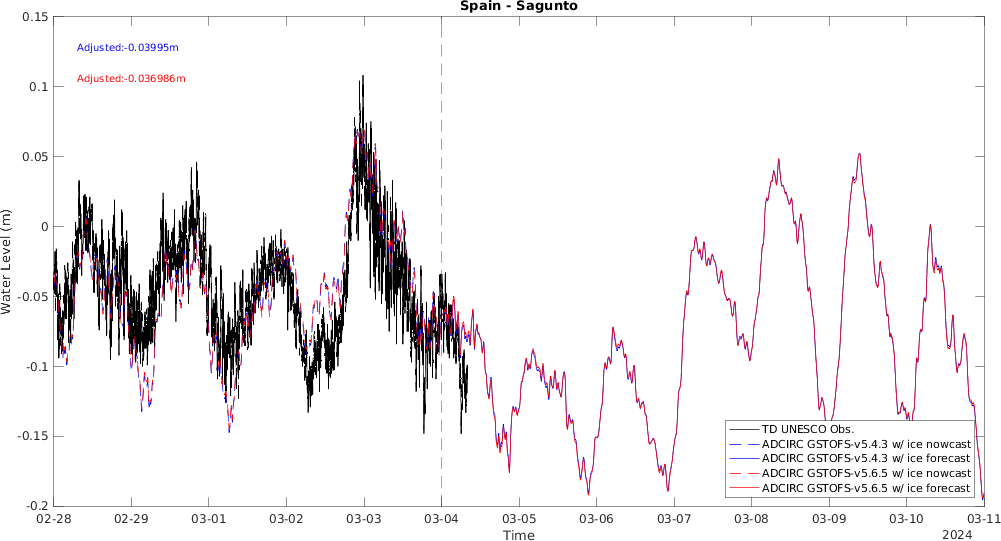 Spain - Sagunto
0.15
0.1
0.05
0
-0.05
-0.1
-0.15
-0.2
Water Level (m)
Adjusted:-0.03995m
Adjusted:-0.036986m
TD UNESCO Obs.
ADCIRC GSTOFS-v5.4.3 w/ ice nowcast
ADCIRC GSTOFS-v5.4.3 w/ ice forecast
ADCIRC GSTOFS-v5.6.5 w/ ice nowcast
ADCIRC GSTOFS-v5.6.5 w/ ice forecast
02-28 02-29 03-01 03-02 03-03 03-04 03-05 03-06 03-07 03-08 03-09 03-10 03-11
Time
2024